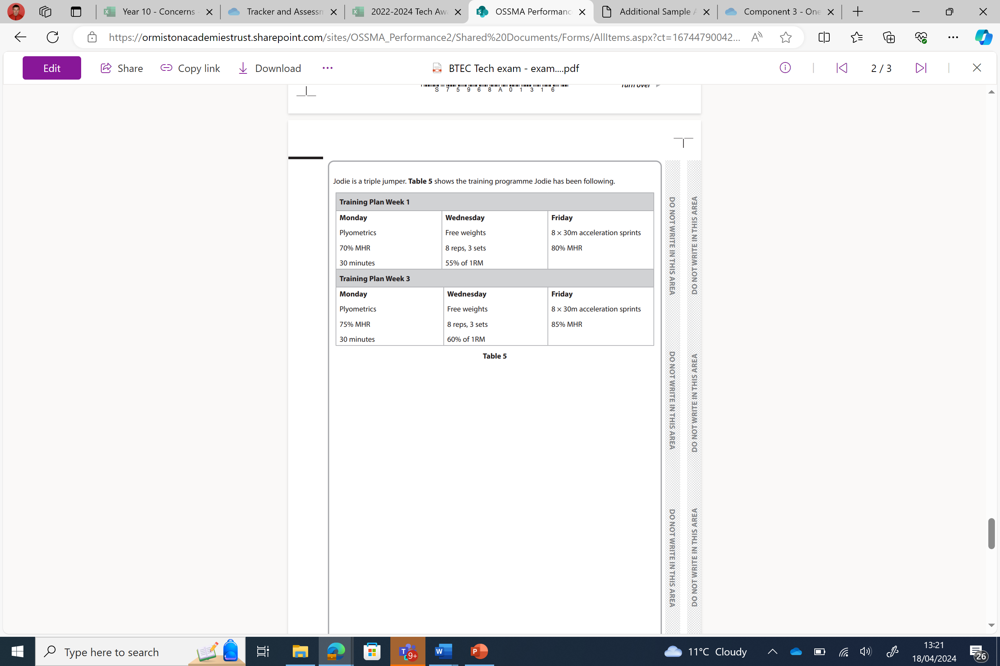 Year 10 - Concerns -
Tracker and Assessm
2022-2024 Tech Aw
OSSMA Performanc
Additional Sample A
Component 3 - One
https://ormistonacademiestrust.sharepoint.com/sites/OSSMA_Performance2/Shared%20Documents/Forms/AllItems.aspx?ct=16744790042...
Edit
Share
Copy link
Download
BTEC Tech exam - exam....pdf
2 / 3
S 7 5 9 6 8 A 0 1 3 1 6
Turn over
Jodie is a triple jumper. Table 5 shows the training programme Jodie has been following.
Training Plan Week 1
Monday
Plyometrics
70% MHR
30 minutes
Wednesday
Free weights
8 reps, 3 sets
55% of 1RM
Friday
8 × 30m acceleration sprints
80% MHR
Training Plan Week 3
Monday
Plyometrics
75% MHR
30 minutes
Wednesday
Free weights
8 reps, 3 sets
60% of 1RM
Friday
8 × 30m acceleration sprints
85% MHR
Table 5
DO NOT WRITE IN THIS AREA
DO NOT WRITE IN THIS AREA
DO NOT WRITE IN THIS AREA
DO NOT WRITE IN THIS AREA
DO NOT WRITE IN THIS AREA
DO NOT WRITE IN THIS AREA
Type here to search
9+
11°C Cloudy
13:21
18/04/2024
26